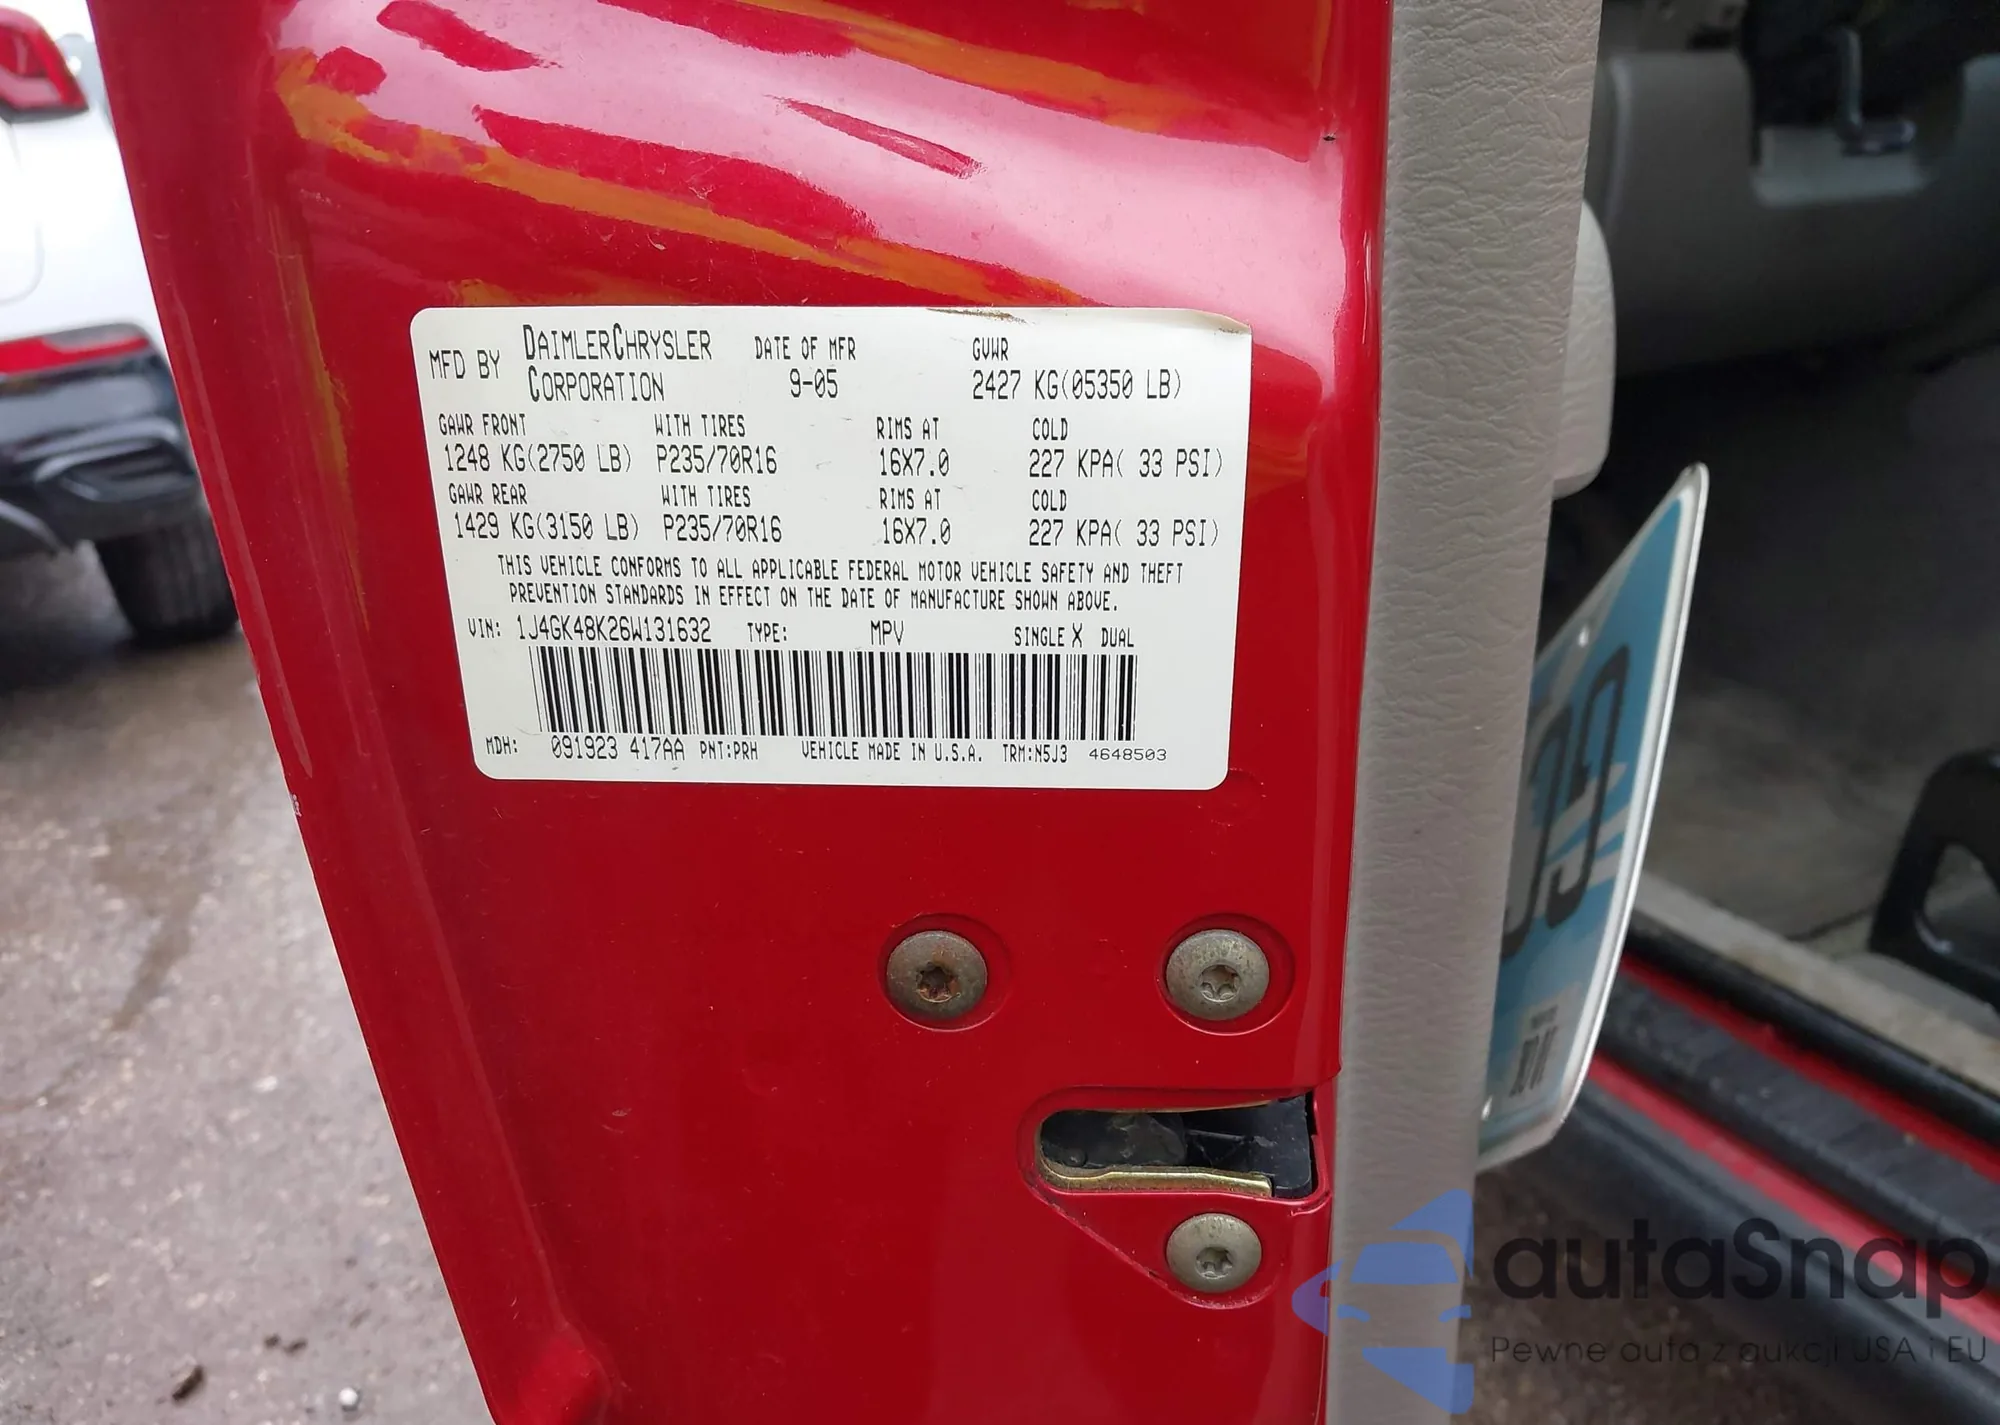 MFD BY DAIMLERCHRYSLER CORPORATION DATE OF MFR 9-05 GVWR 2427 KG(05350 LB)
GAWR FRONT WITH TIRES RIMS AT COLD
1248 KG(2750 LB) P235/70R16 16X7.0 227 KPA( 33 PSI)
GAWR REAR WITH TIRES RIMS AT COLD
1429 KG(3150 LB) P235/70R16 16X7.0 227 KPA( 33 PSI)
THIS VEHICLE CONFORMS TO ALL APPLICABLE FEDERAL MOTOR VEHICLE SAFETY AND THEFT
PREVENTION STANDARDS IN EFFECT ON THE DATE OF MANUFACTURE SHOWN ABOVE.
VIN: 1J4GK48K26W131632 TYPE: MPV SINGLE X DUAL
MDH: 091923 417AA PNT:PRH VEHICLE MADE IN U.S.A. TRM:N5J3 4648503
autaSnap
Pewne auta z aukcji USA i EU